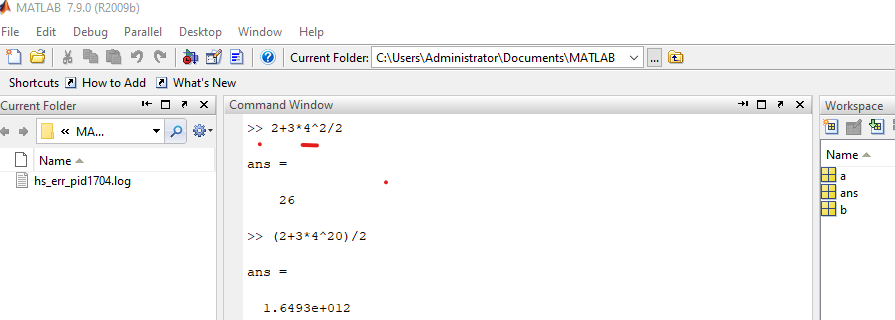 MATLAB 7.9.0 (R2009b)
File Edit Debug Parallel Desktop Window Help
Current Folder: C:\Users\Administrator\Documents\MATLAB ...
Shortcuts How to Add What's New
Current Folder
« MA...
Name
hs_err_pid1704.log
Command Window
>> 2+3*4^2/2
ans =
26
>> (2+3*4^20)/2
ans =
1.6493e+012
Workspace
Name
a
ans
b